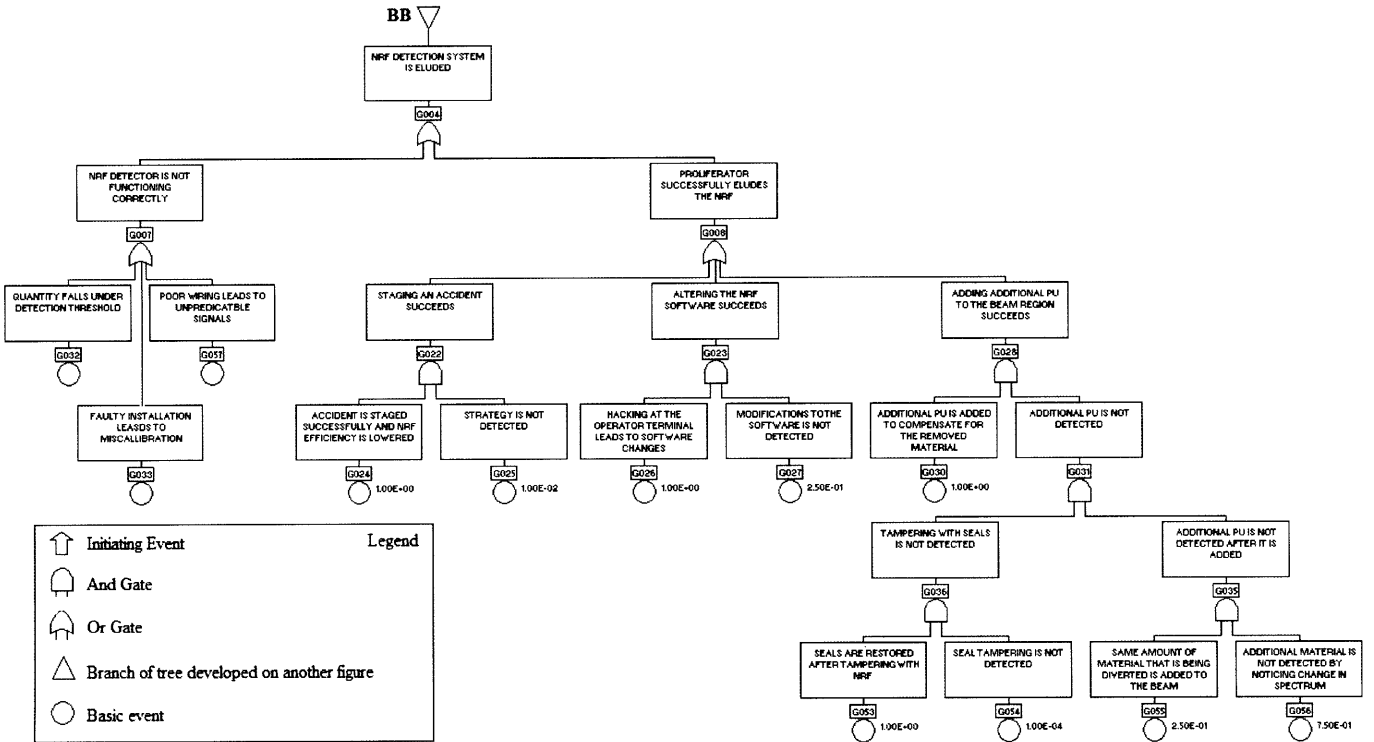 BB
NRF DETECTION SYSTEM
IS ELUDED
G004
NRF DETECTOR IS NOT
FUNCTIONING
CORRECTLY
G007
PROLIFERATOR
SUCCESSFULLY ELUDES
THE NRF
G008
QUANTITY FALLS UNDER
DETECTION THRESHOLD
G032
POOR WIRING LEADS TO
UNPREDICATBLE
SIGNALS
G057
FAULTY INSTALLATION
LEASDS TO
MISCALLIBRATION
G033
STAGING AN ACCIDENT
SUCCEEDS
G022
ALTERING THE NRF
SOFTWARE SUCCEEDS
G023
ADDING ADDITIONAL PU
TO THE BEAM REGION
SUCCEEDS
G028
ACCIDENT IS STAGED
SUCCESSFULLY AND NRF
EFFICIENCY IS LOWERED
G024
1.00E+00
STRATEGY IS NOT
DETECTED
G025
1.00E-02
HACKING AT THE
OPERATOR TERMINAL
LEADS TO SOFTWARE
CHANGES
G026
1.00E+00
MODIFICATIONS TO THE
SOFTWARE IS NOT
DETECTED
G027
2.50E-01
ADDITIONAL PU IS ADDED
TO COMPENSATE FOR
THE REMOVED
MATERIAL
G030
1.00E+00
ADDITIONAL PU IS NOT
DETECTED
G031
TAMPERING WITH SEALS
IS NOT DETECTED
G036
ADDITIONAL PU IS NOT
DETECTED AFTER IT IS
ADDED
G035
SEALS ARE RESTORED
AFTER TAMPERING WITH
NRF
G053
1.00E+00
SEAL TAMPERING IS NOT
DETECTED
G054
1.00E-04
SAME AMOUNT OF
MATERIAL THAT IS BEING
DIVERTED IS ADDED TO
THE BEAM
G055
2.50E-01
ADDITIONAL MATERIAL IS
NOT DETECTED BY
NOTICING CHANGE IN
SPECTRUM
G056
7.50E-01
Legend
Initiating Event
And Gate
Or Gate
Branch of tree developed on another figure
Basic event